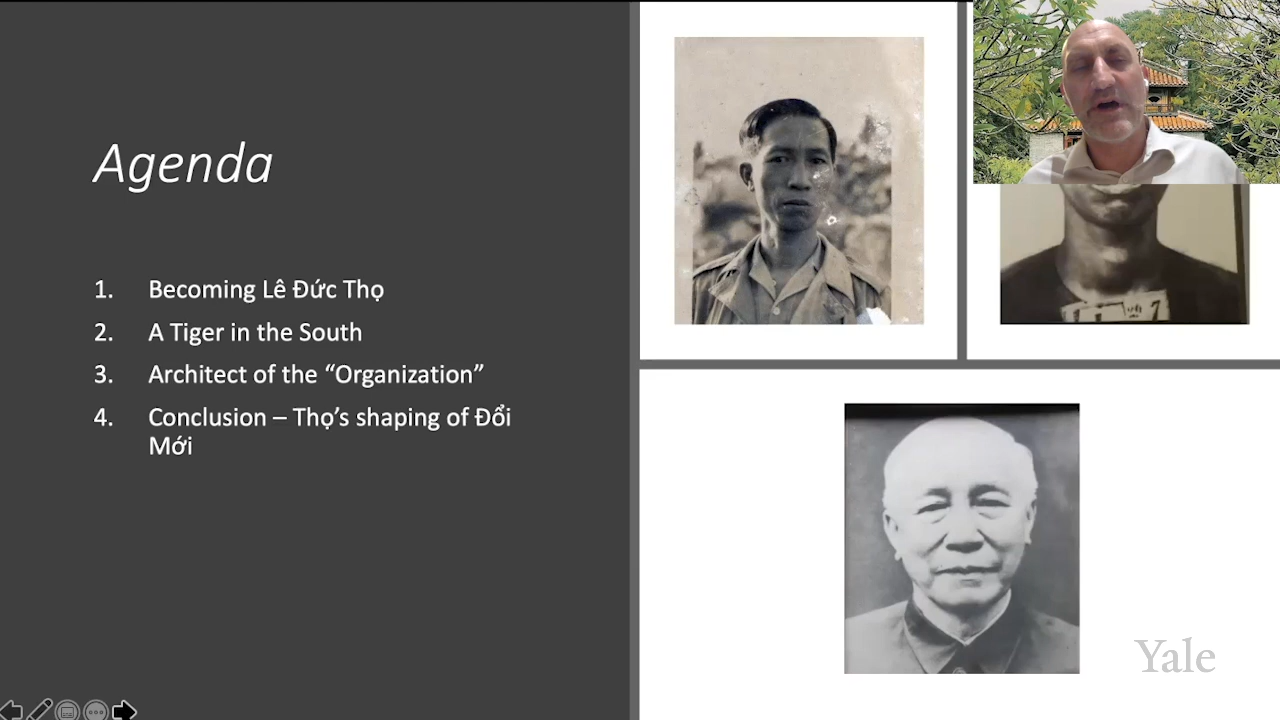 Agenda
1. Becoming Lê Đức Thọ
2. A Tiger in the South
3. Architect of the “Organization”
4. Conclusion – Thọ’s shaping of Đổi
Mới
Yale